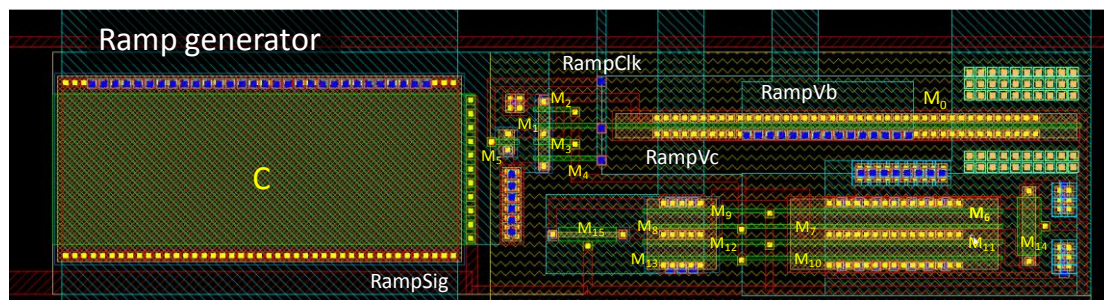 Ramp generator
RampClk
M2
RampVb
M0
M1
M3
M5
RampVc
M4
C
M9
M6
M8
M7
M15
M12
M11
M14
M13
M10
RampSig